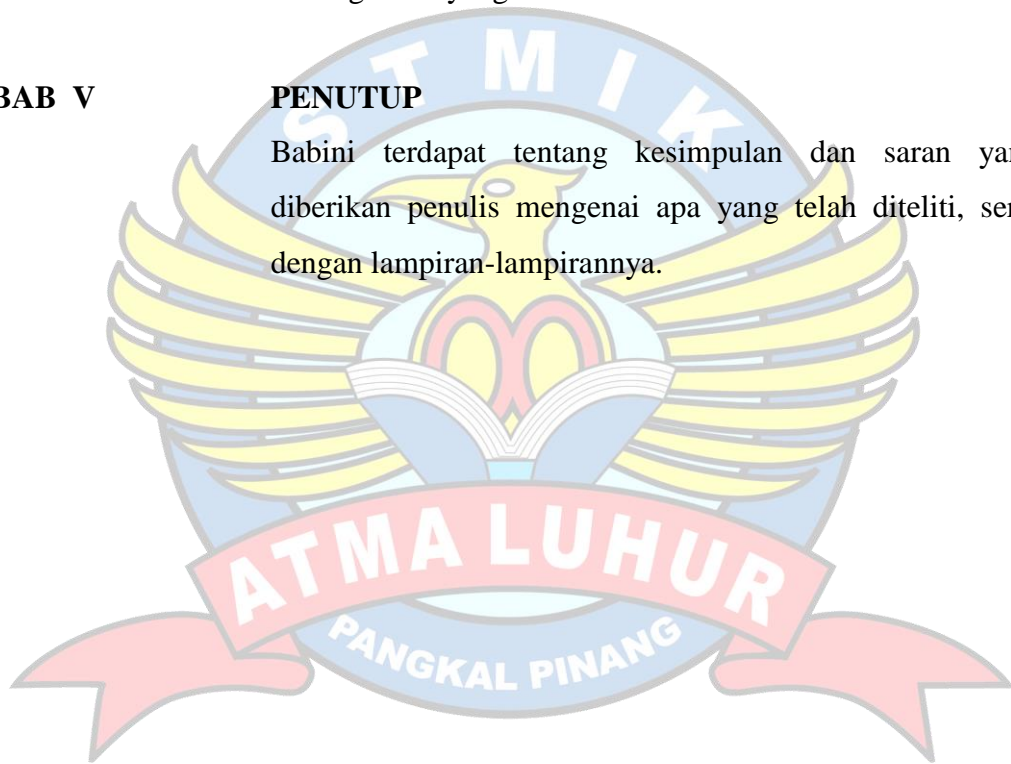 BAB V PENUTUP
Babini terdapat tentang kesimpulan dan saran
diberikan penulis mengenai apa yang telah diteliti,
dengan lampiran-lampirannya.
STMIK
ATMA LUHUR
PANGKAL PINANG